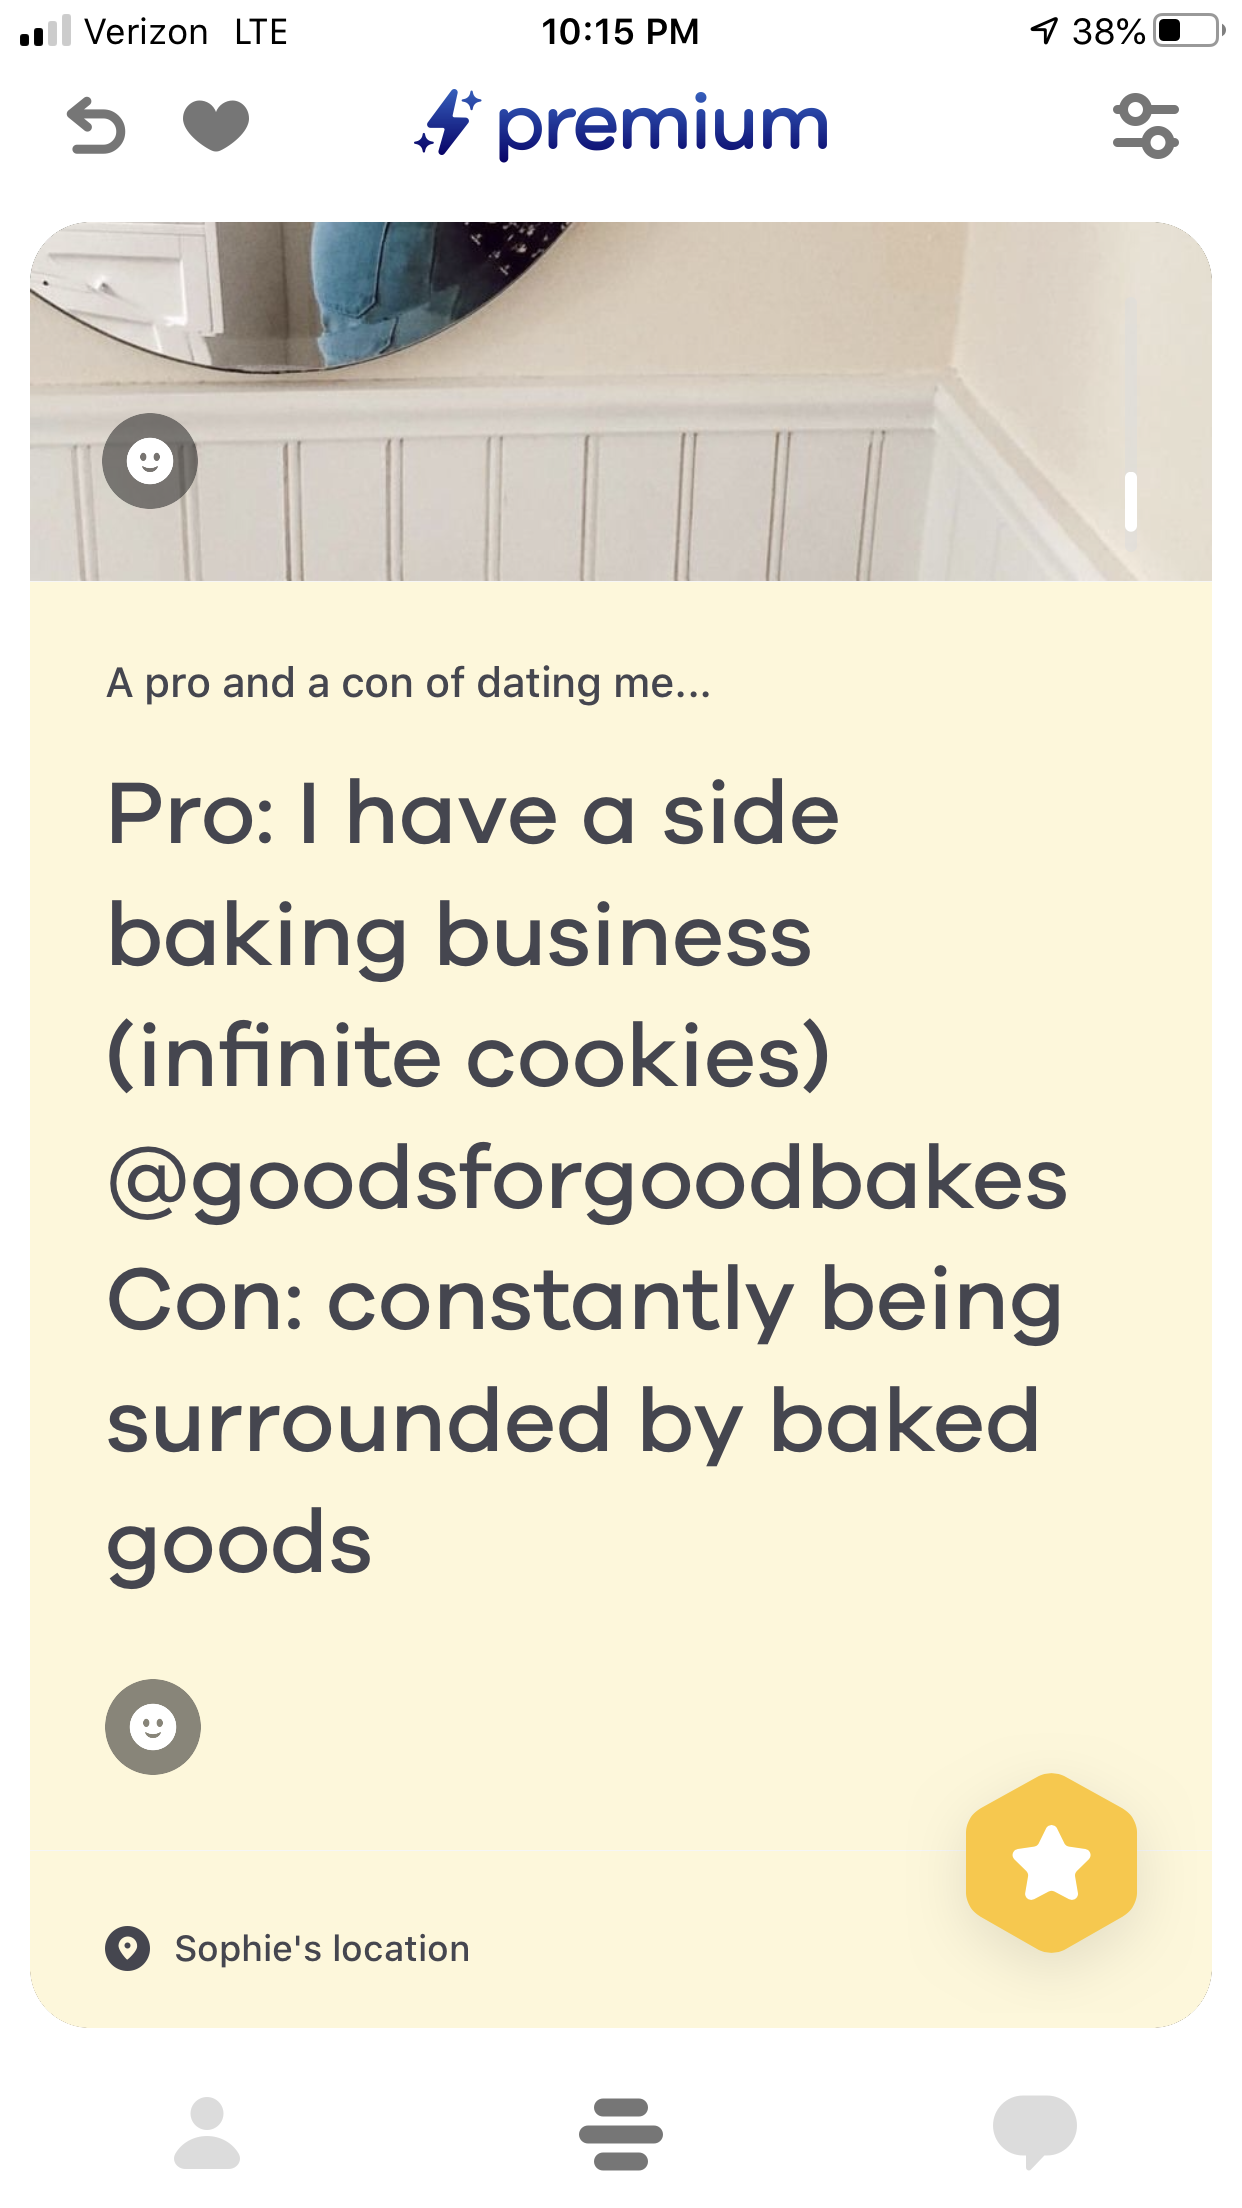 Verizon LTE 10:15 PM 38%
premium
A pro and a con of dating me...
Pro: I have a side
baking business
(infinite cookies)
@goodsforgoodbakes
Con: constantly being
surrounded by baked
goods
Sophie's location